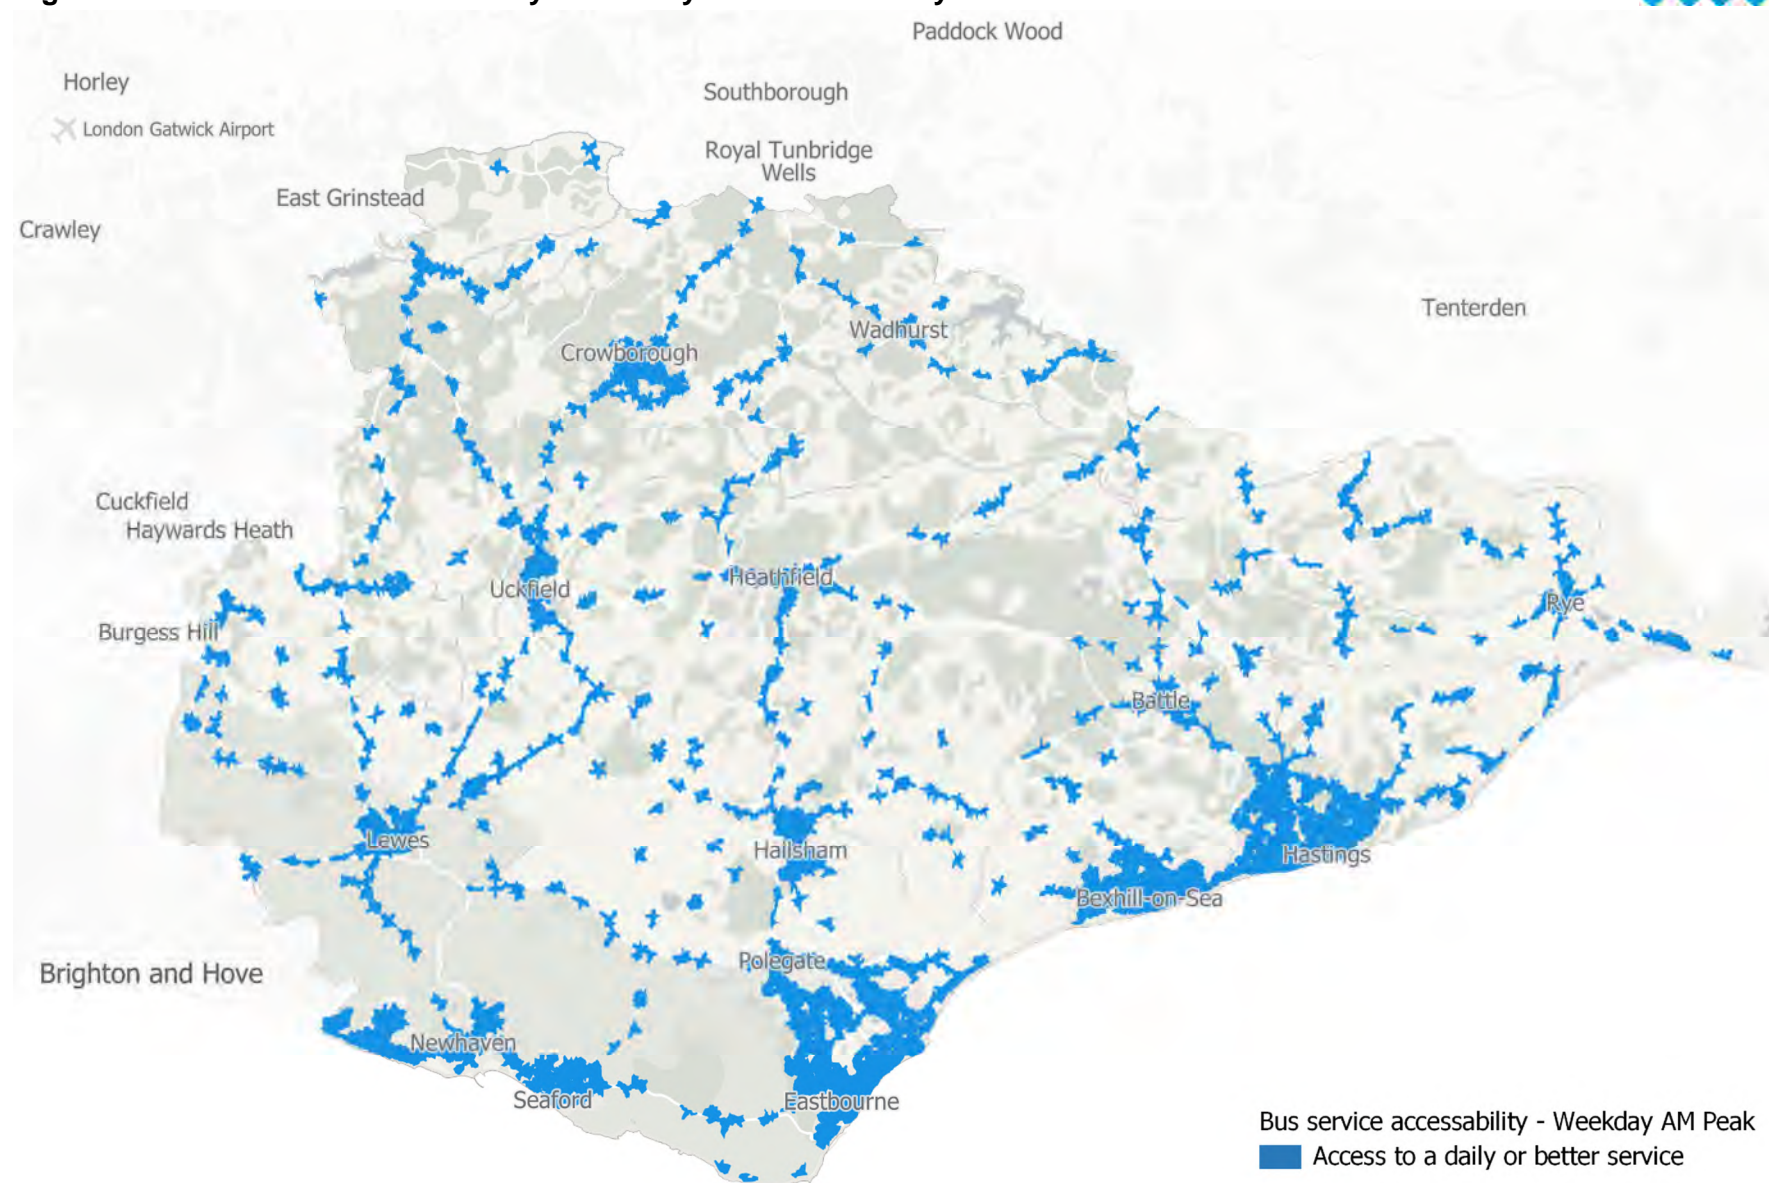 Paddock Wood
Horley
Southborough
London Gatwick Airport
Royal Tunbridge
Wells
East Grinstead
Crawley
Tenterden
Wadhurst
Crowborough
Cuckfield
Haywards Heath
Heathfield
Uckfield
Rye
Burgess Hill
Battle
Lewes
Hailsham
Hastings
Bexhill-on-Sea
Polegate
Brighton and Hove
Newhaven
Seaford
Eastbourne
Bus service accessability - Weekday AM Peak
Access to a daily or better service